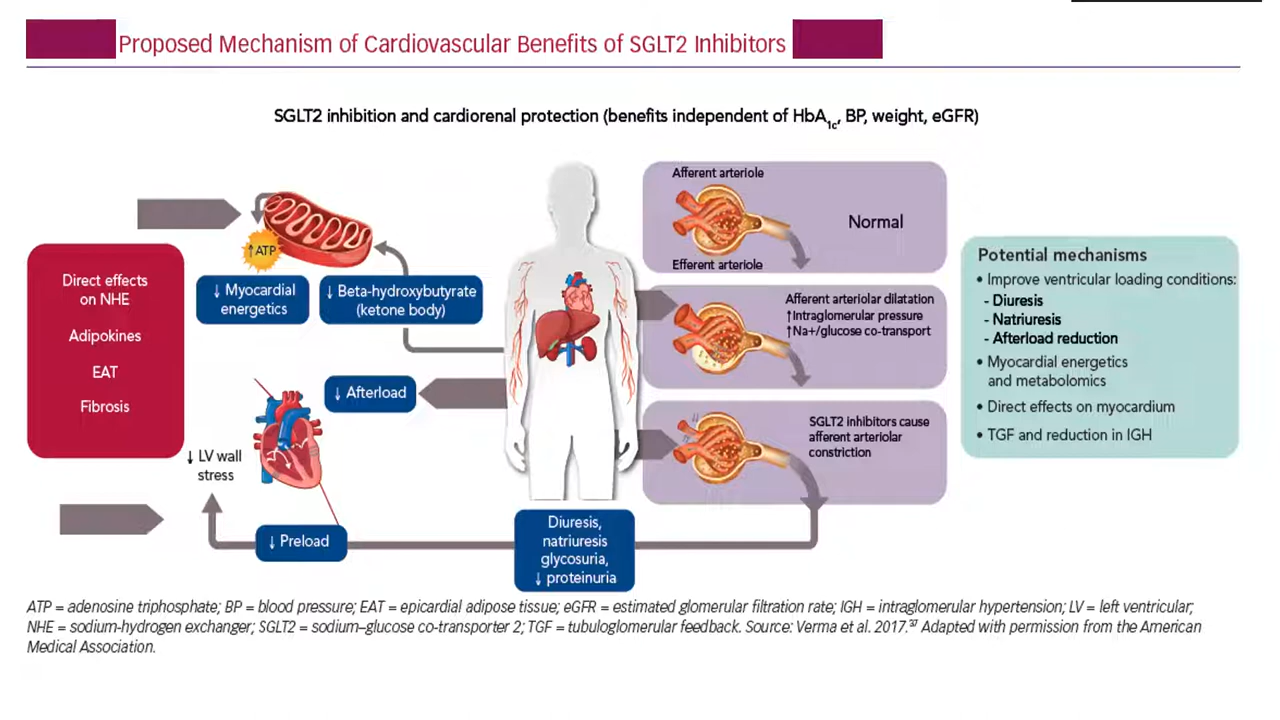 Proposed Mechanism of Cardiovascular Benefits of SGLT2 Inhibitors
SGLT2 inhibition and cardiorenal protection (benefits independent of HbA1c, BP, weight, eGFR)
Direct effects
on NHE
Adipokines
EAT
Fibrosis
↑ATP
↓ Myocardial
energetics
↓ Beta-hydroxybutyrate
(ketone body)
↓ Afterload
↓ LV wall
stress
↓ Preload
Diuresis,
natriuresis
glycosuria,
↓ proteinuria
Afferent arteriole
Normal
Efferent arteriole
Afferent arteriolar dilatation
↑Intraglomerular pressure
↑Na+/glucose co-transport
SGLT2 inhibitors cause
afferent arteriolar
constriction
Potential mechanisms
• Improve ventricular loading conditions:
- Diuresis
- Natriuresis
- Afterload reduction
• Myocardial energetics
and metabolomics
• Direct effects on myocardium
• TGF and reduction in IGH
ATP = adenosine triphosphate; BP = blood pressure; EAT = epicardial adipose tissue; eGFR = estimated glomerular filtration rate; IGH = intraglomerular hypertension; LV = left ventricular;
NHE = sodium-hydrogen exchanger; SGLT2 = sodium–glucose co-transporter 2; TGF = tubuloglomerular feedback. Source: Verma et al. 2017.³⁷ Adapted with permission from the American
Medical Association.